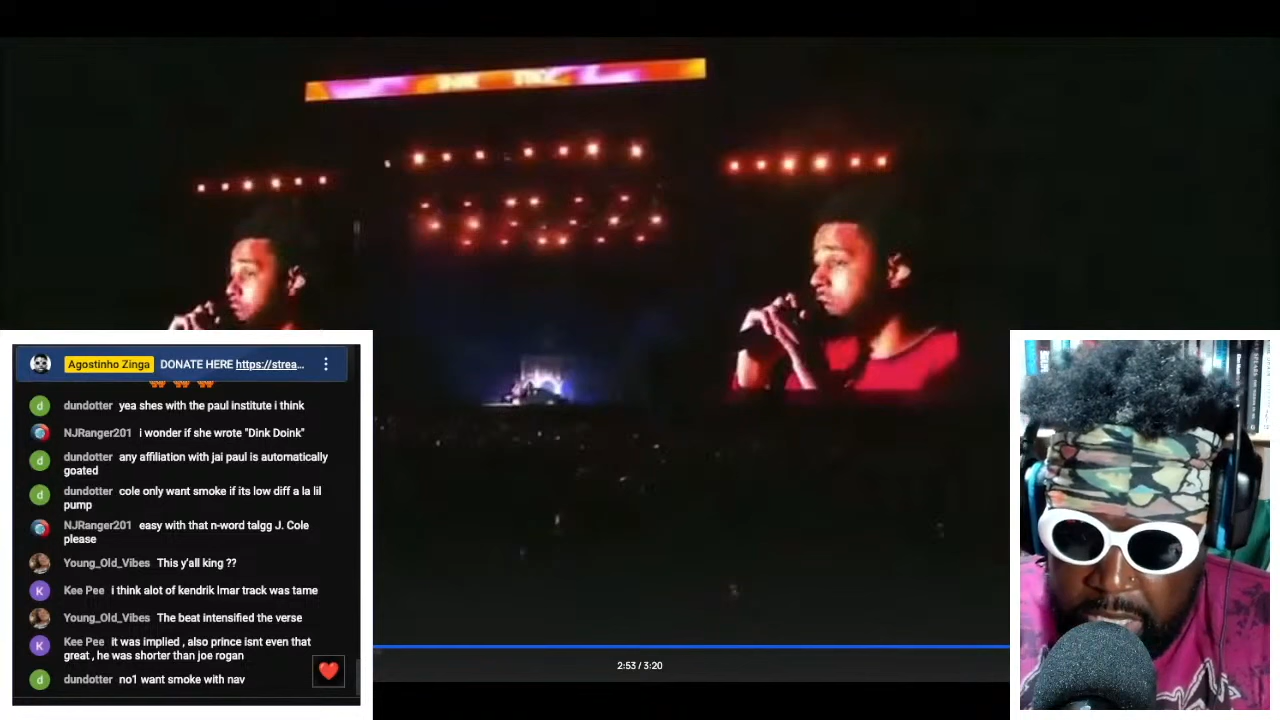 Agostinho Zinga DONATE HERE https://strea...
dundotter yea shes with the paul institute i think
NJRanger201 i wonder if she wrote "Dink Doink"
dundotter any affiliation with jai paul is automatically
goated
dundotter cole only want smoke if its low diff a la lil
pump
NJRanger201 easy with that n-word talgg J. Cole
please
Young_Old_Vibes This y'all king ??
Kee Pee i think alot of kendrik lmar track was tame
Young_Old_Vibes The beat intensified the verse
Kee Pee it was implied , also prince isnt even that
great , he was shorter than joe rogan
dundotter no1 want smoke with nav
2:53 / 3:20